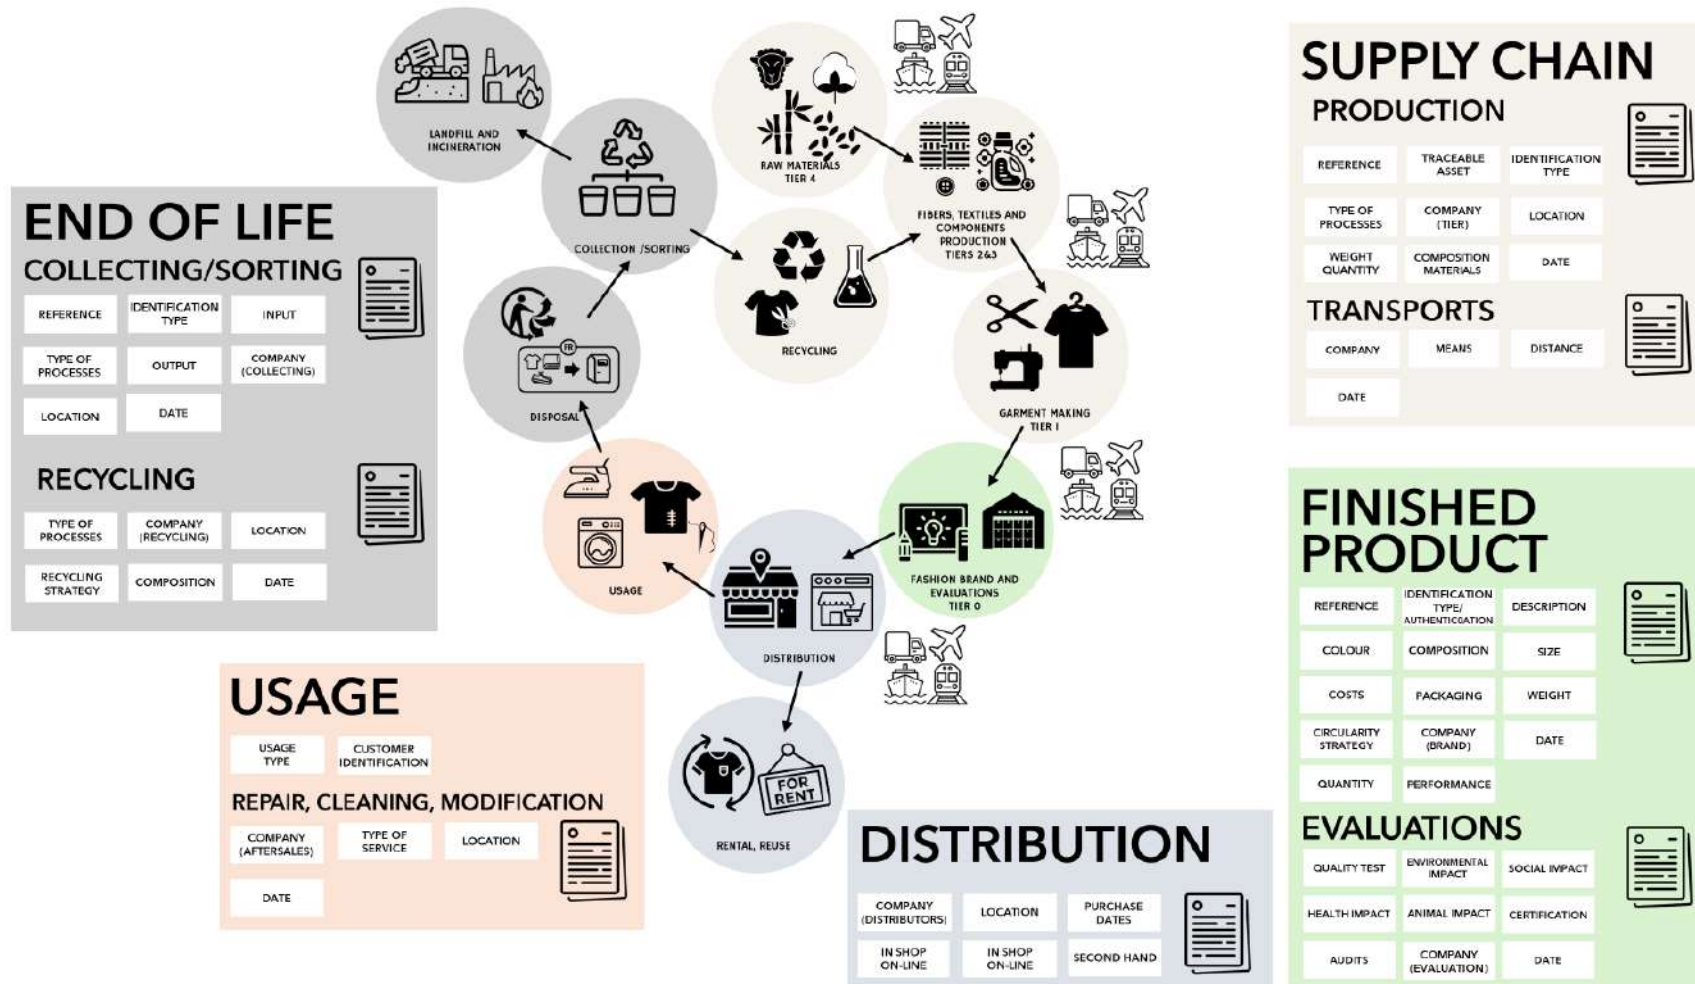 LANDFILL AND
INCINERATION
COLLECTION /SORTING
RAW MATERIALS
TIER 4
FIBERS, TEXTILES AND
COMPONENTS
PRODUCTION
TIERS 2&3
RECYCLING
GARMENT MAKING
TIER 1
FR
DISPOSAL
USAGE
FASHION BRAND AND
EVALUATIONS
TIER 0
DISTRIBUTION
FOR
RENT
RENTAL, REUSE
END OF LIFE
COLLECTING/SORTING
REFERENCE
IDENTIFICATION
TYPE
INPUT
TYPE OF
PROCESSES
OUTPUT
COMPANY
(COLLECTING)
LOCATION
DATE
RECYCLING
TYPE OF
PROCESSES
COMPANY
(RECYCLING)
LOCATION
RECYCLING
STRATEGY
COMPOSITION
DATE
USAGE
USAGE
TYPE
CUSTOMER
IDENTIFICATION
REPAIR, CLEANING, MODIFICATION
COMPANY
(AFTERSALES)
TYPE OF
SERVICE
LOCATION
DATE
DISTRIBUTION
COMPANY
(DISTRIBUTORS)
LOCATION
PURCHASE
DATES
IN SHOP
ON-LINE
IN SHOP
ON-LINE
SECOND HAND
SUPPLY CHAIN
PRODUCTION
REFERENCE
TRACEABLE
ASSET
IDENTIFICATION
TYPE
TYPE OF
PROCESSES
COMPANY
(TIER)
LOCATION
WEIGHT
QUANTITY
COMPOSITION
MATERIALS
DATE
TRANSPORTS
COMPANY
MEANS
DISTANCE
DATE
FINISHED
PRODUCT
REFERENCE
IDENTIFICATION
TYPE/
AUTHENTICOATION
DESCRIPTION
COLOUR
COMPOSITION
SIZE
COSTS
PACKAGING
WEIGHT
CIRCULARITY
STRATEGY
COMPANY
(BRAND)
DATE
QUANTITY
PERFORMANCE
EVALUATIONS
QUALITY TEST
ENVIRONMENTAL
IMPACT
SOCIAL IMPACT
HEALTH IMPACT
ANIMAL IMPACT
CERTIFICATION
AUDITS
COMPANY
(EVALUATION)
DATE